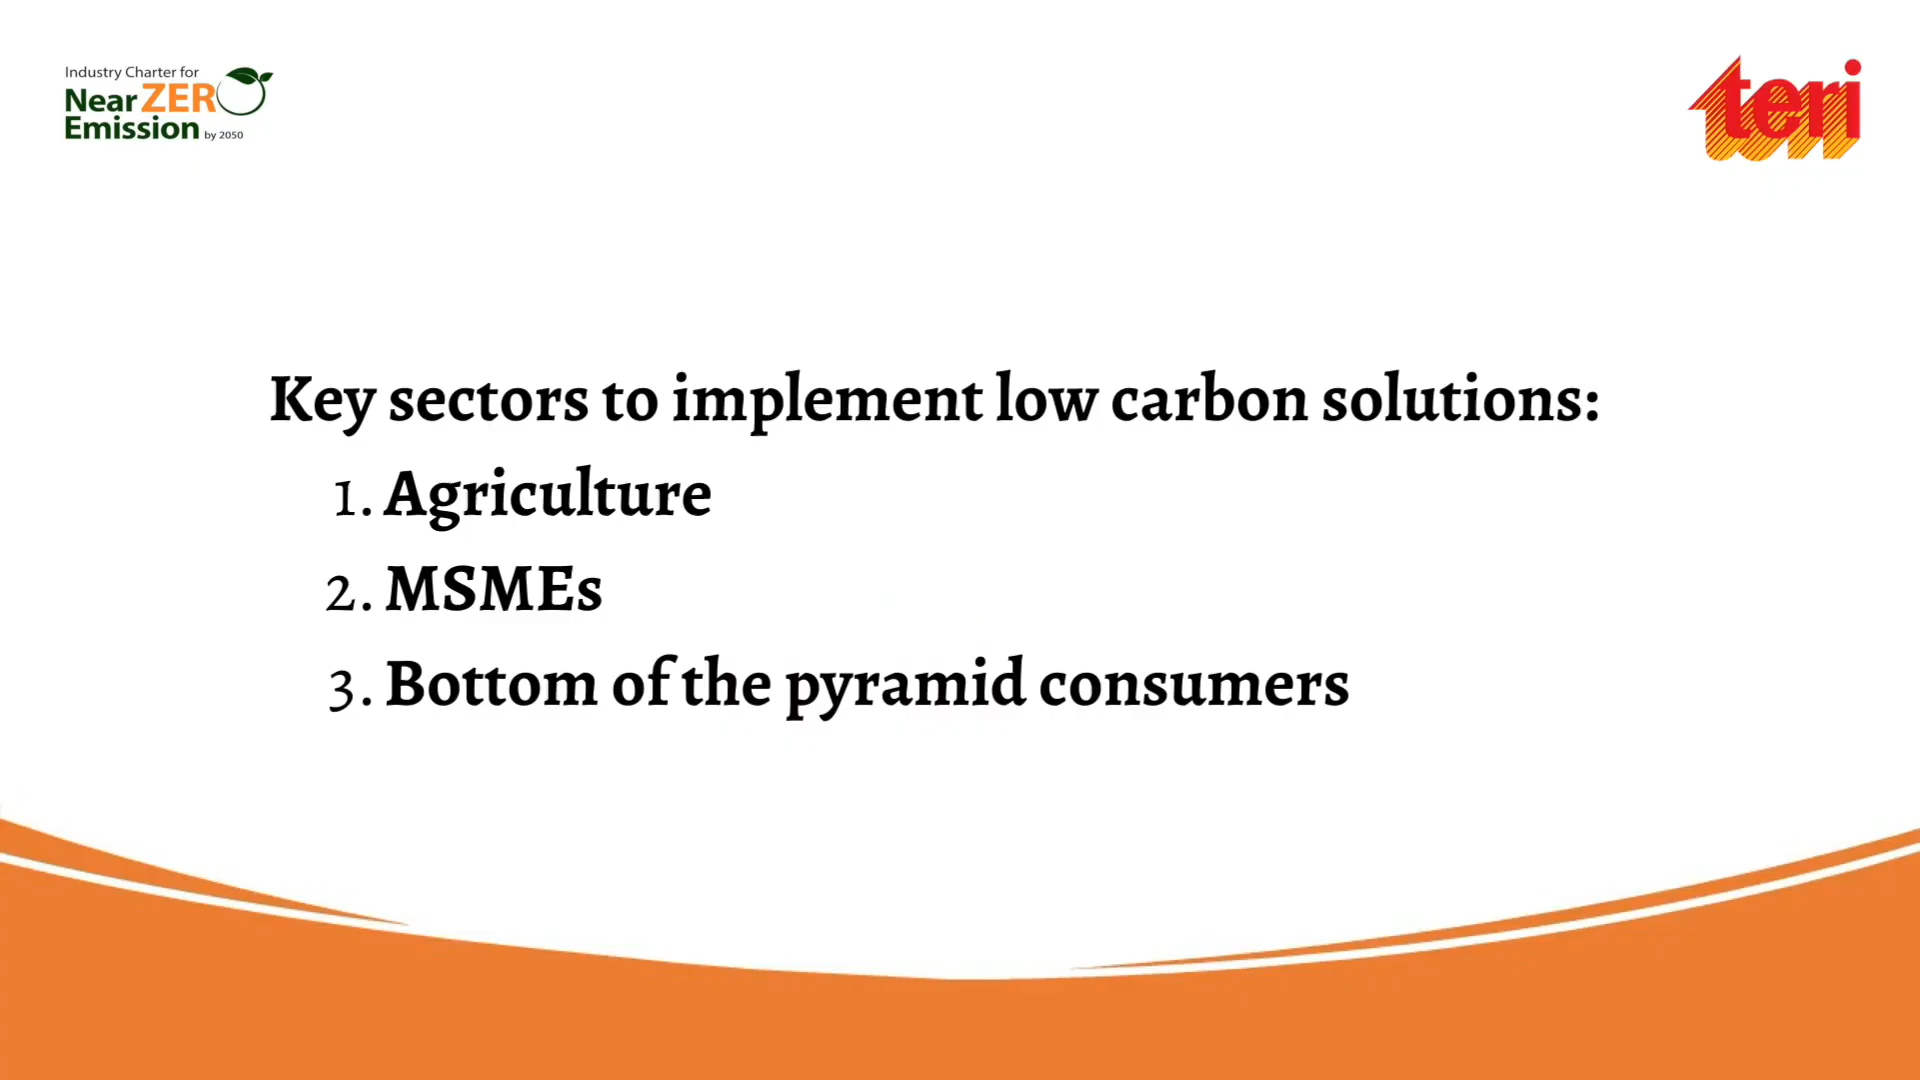 Industry Charter for
Near ZERO
Emission by 2050
teri
Key sectors to implement low carbon solutions:
1. Agriculture
2. MSMEs
3. Bottom of the pyramid consumers